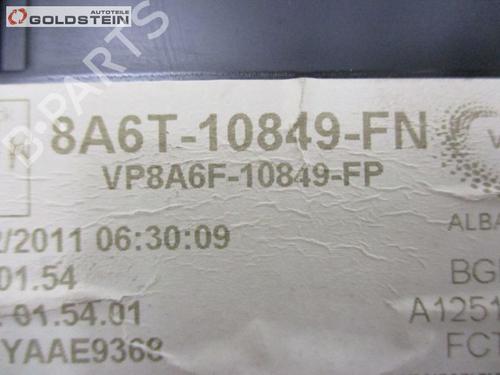 GOLDSTEIN
B-PARTS
8A6T-10849-FN
VP8A6F-10849-FP
2/2011 06:30:09
01.54
01.54.01
YAAE9368
ALBA
BG
A1251
FCT